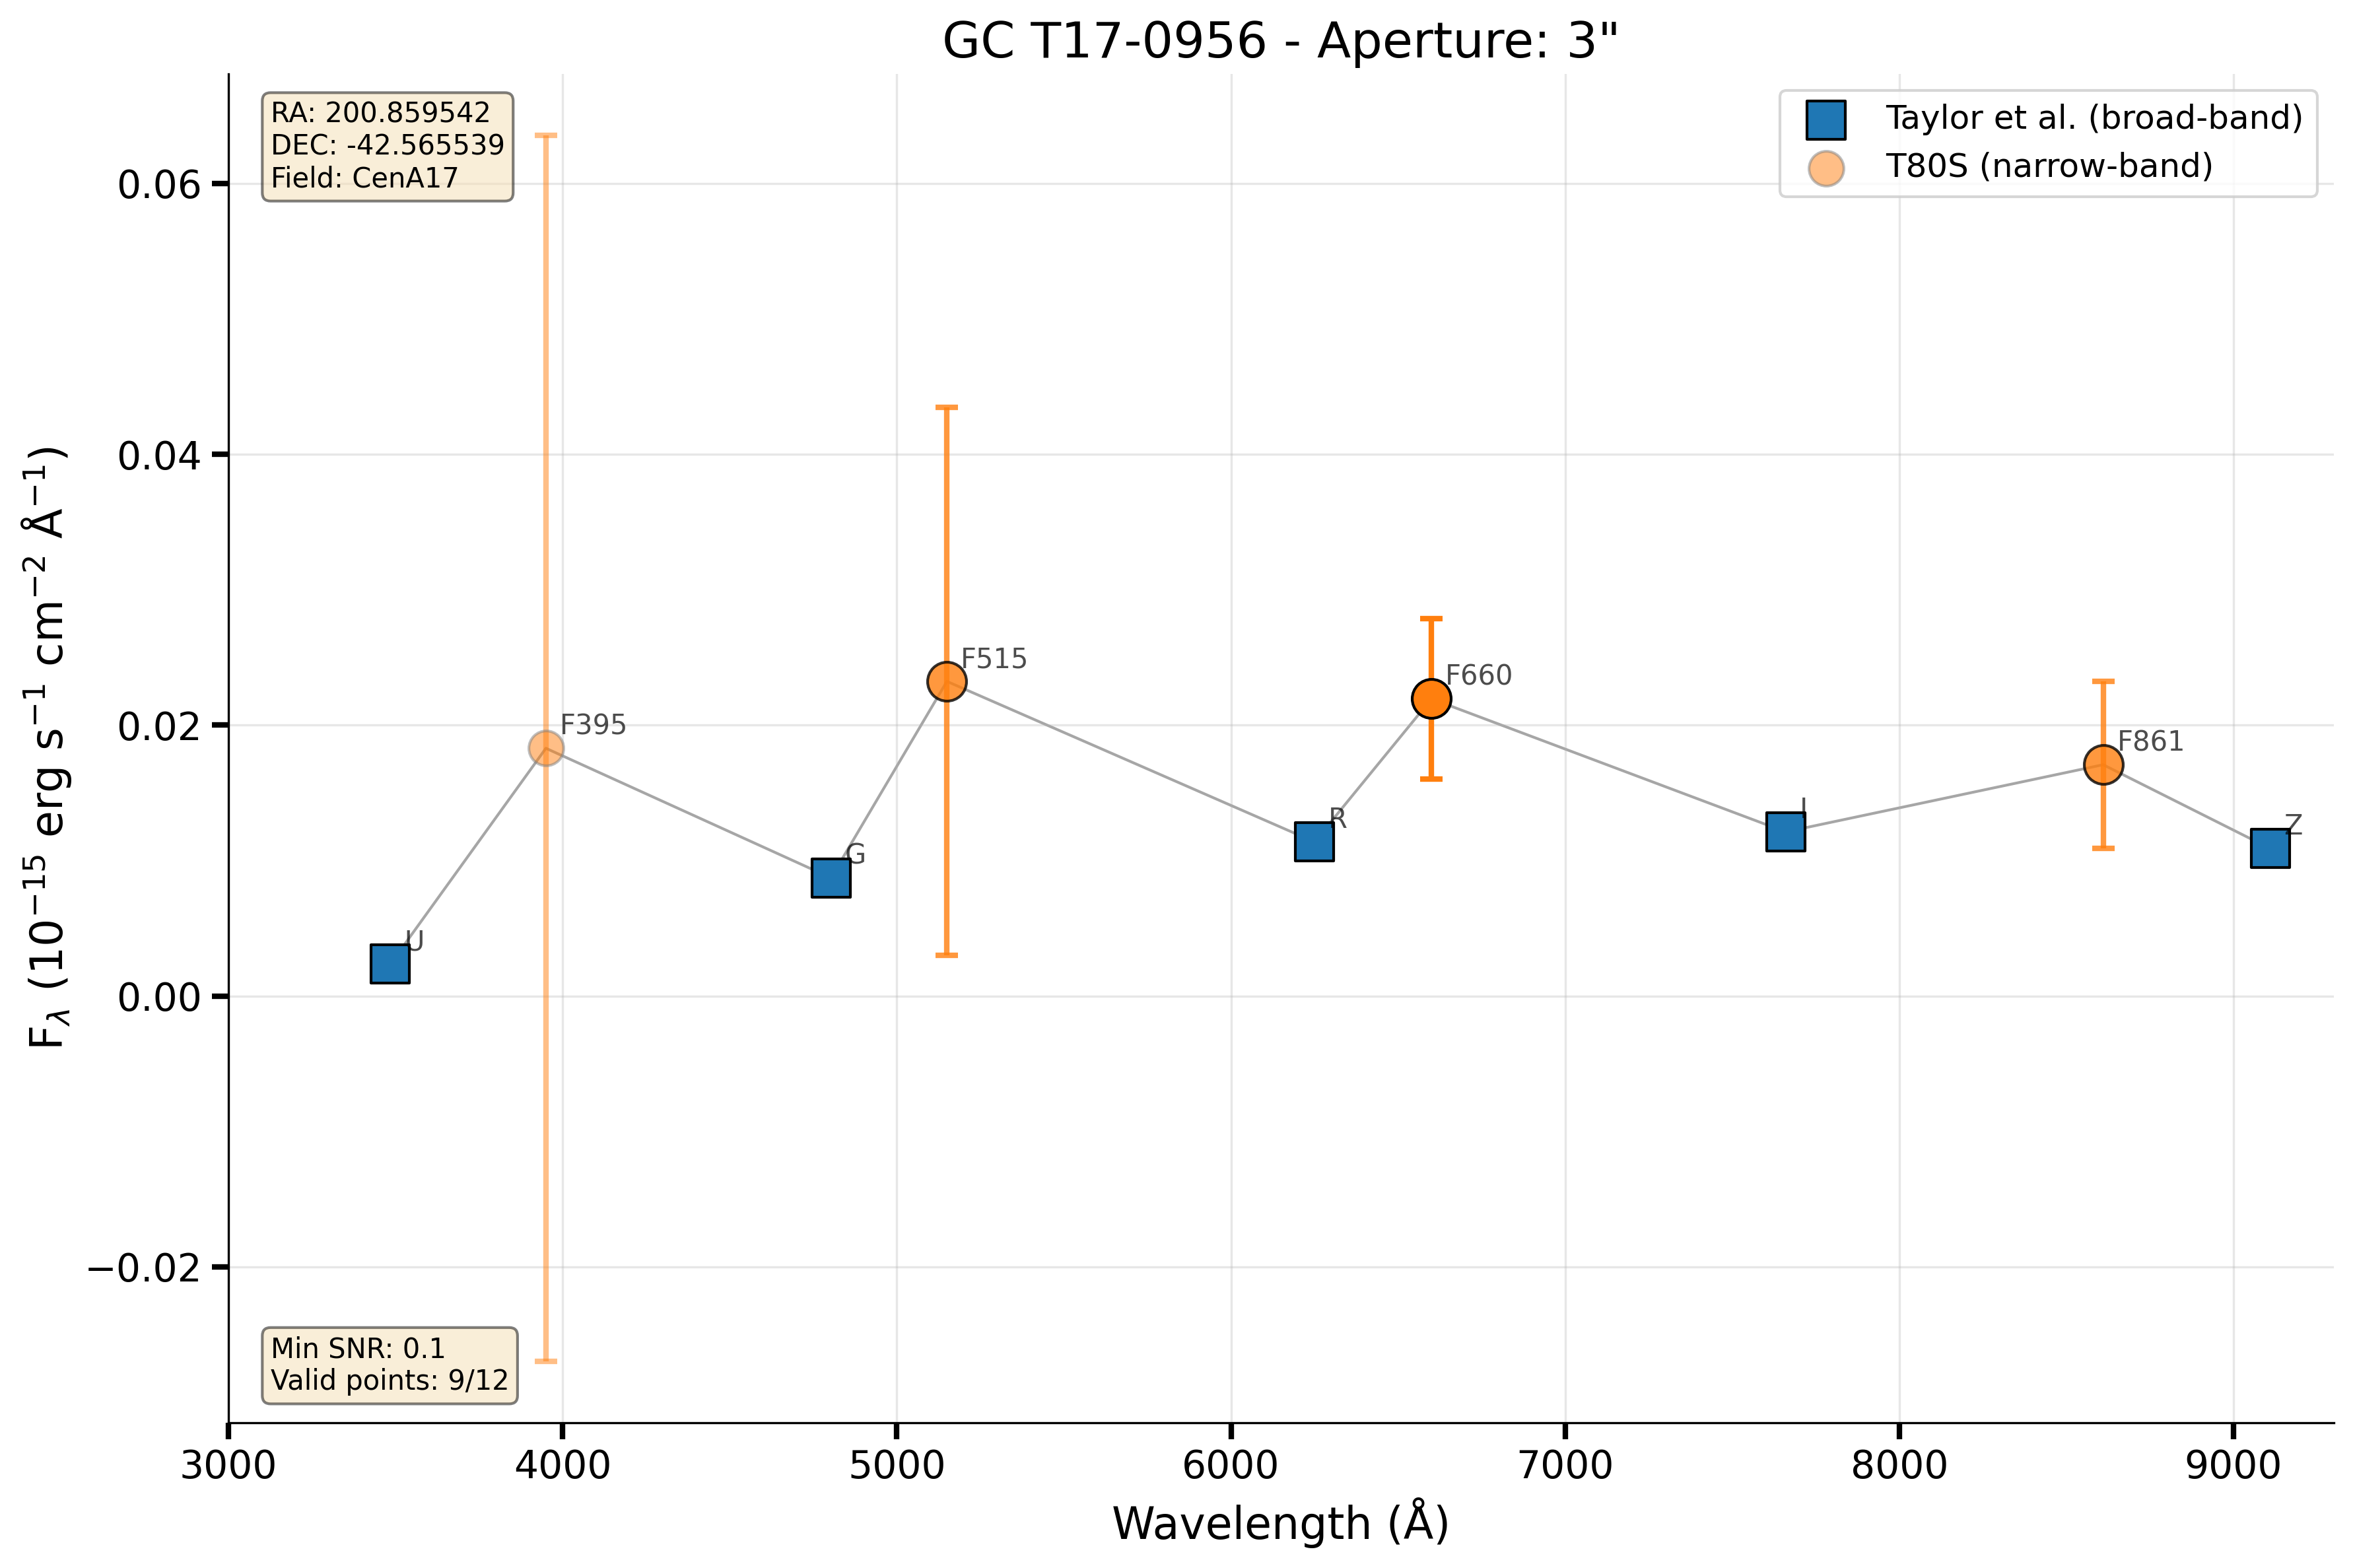 GC T17-0956 - Aperture: 3"
RA: 200.859542
DEC: -42.565539
Field: CenA17
Taylor et al. (broad-band)
T80S (narrow-band)
0.06
0.04
0.02
0.00
−0.02
F395
F515
F660
F861
U
G
R
I
Z
Min SNR: 0.1
Valid points: 9/12
3000 4000 5000 6000 7000 8000 9000
Wavelength (Å)
Fλ (10⁻¹⁵ erg s⁻¹ cm⁻² Å⁻¹)